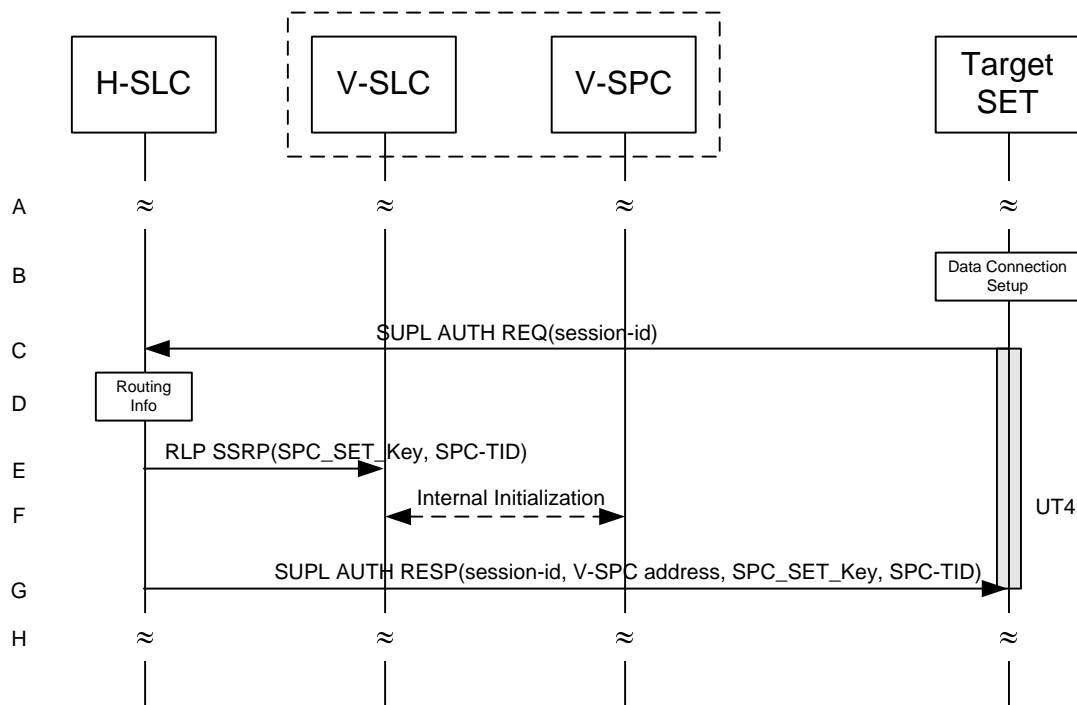 H-SLC
V-SLC
V-SPC
Target
SET
A
≈ ≈ ≈ ≈
B
Data Connection
Setup
SUPL AUTH REQ(session-id)
C
Routing
Info
D
RLP SSRP(SPC_SET_Key, SPC-TID)
E
Internal Initialization
F
UT4
SUPL AUTH RESP(session-id, V-SPC address, SPC_SET_Key, SPC-TID)
G
H
≈ ≈ ≈ ≈